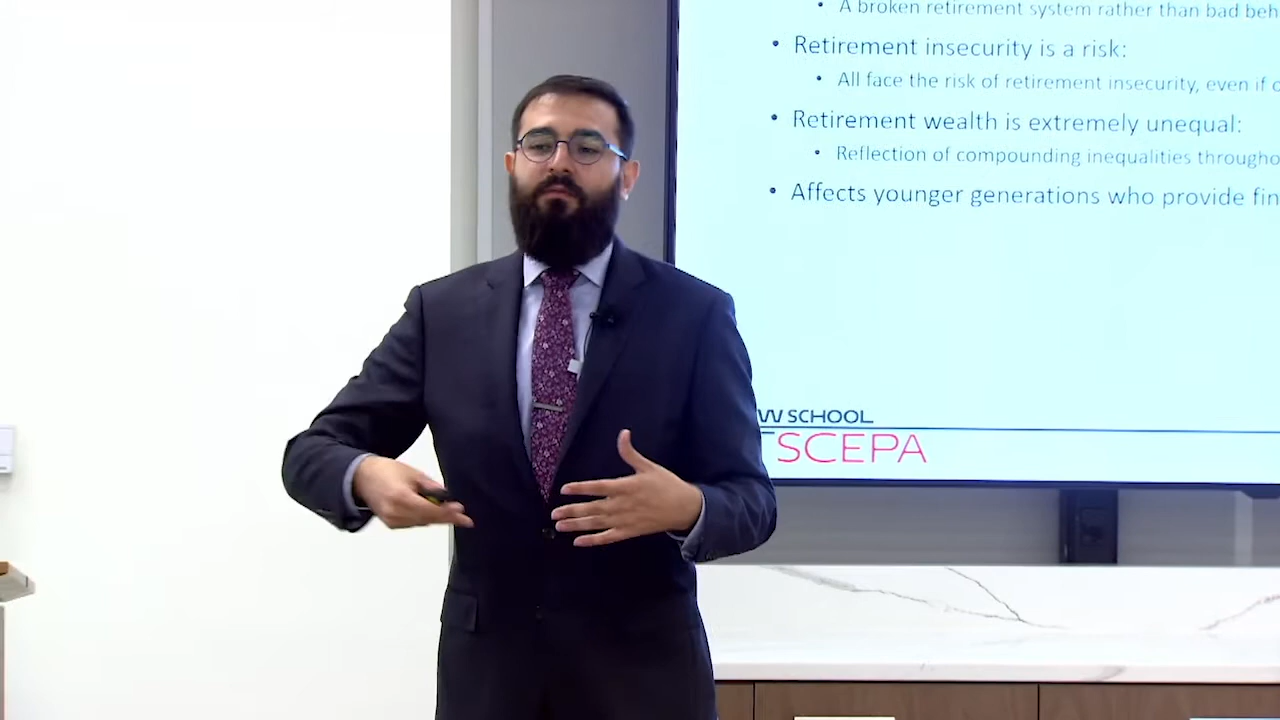 • A broken retirement system rather than bad beh
• Retirement insecurity is a risk:
• All face the risk of retirement insecurity, even if o
• Retirement wealth is extremely unequal:
• Reflection of compounding inequalities througho
• Affects younger generations who provide fin
W SCHOOL
SCEPA